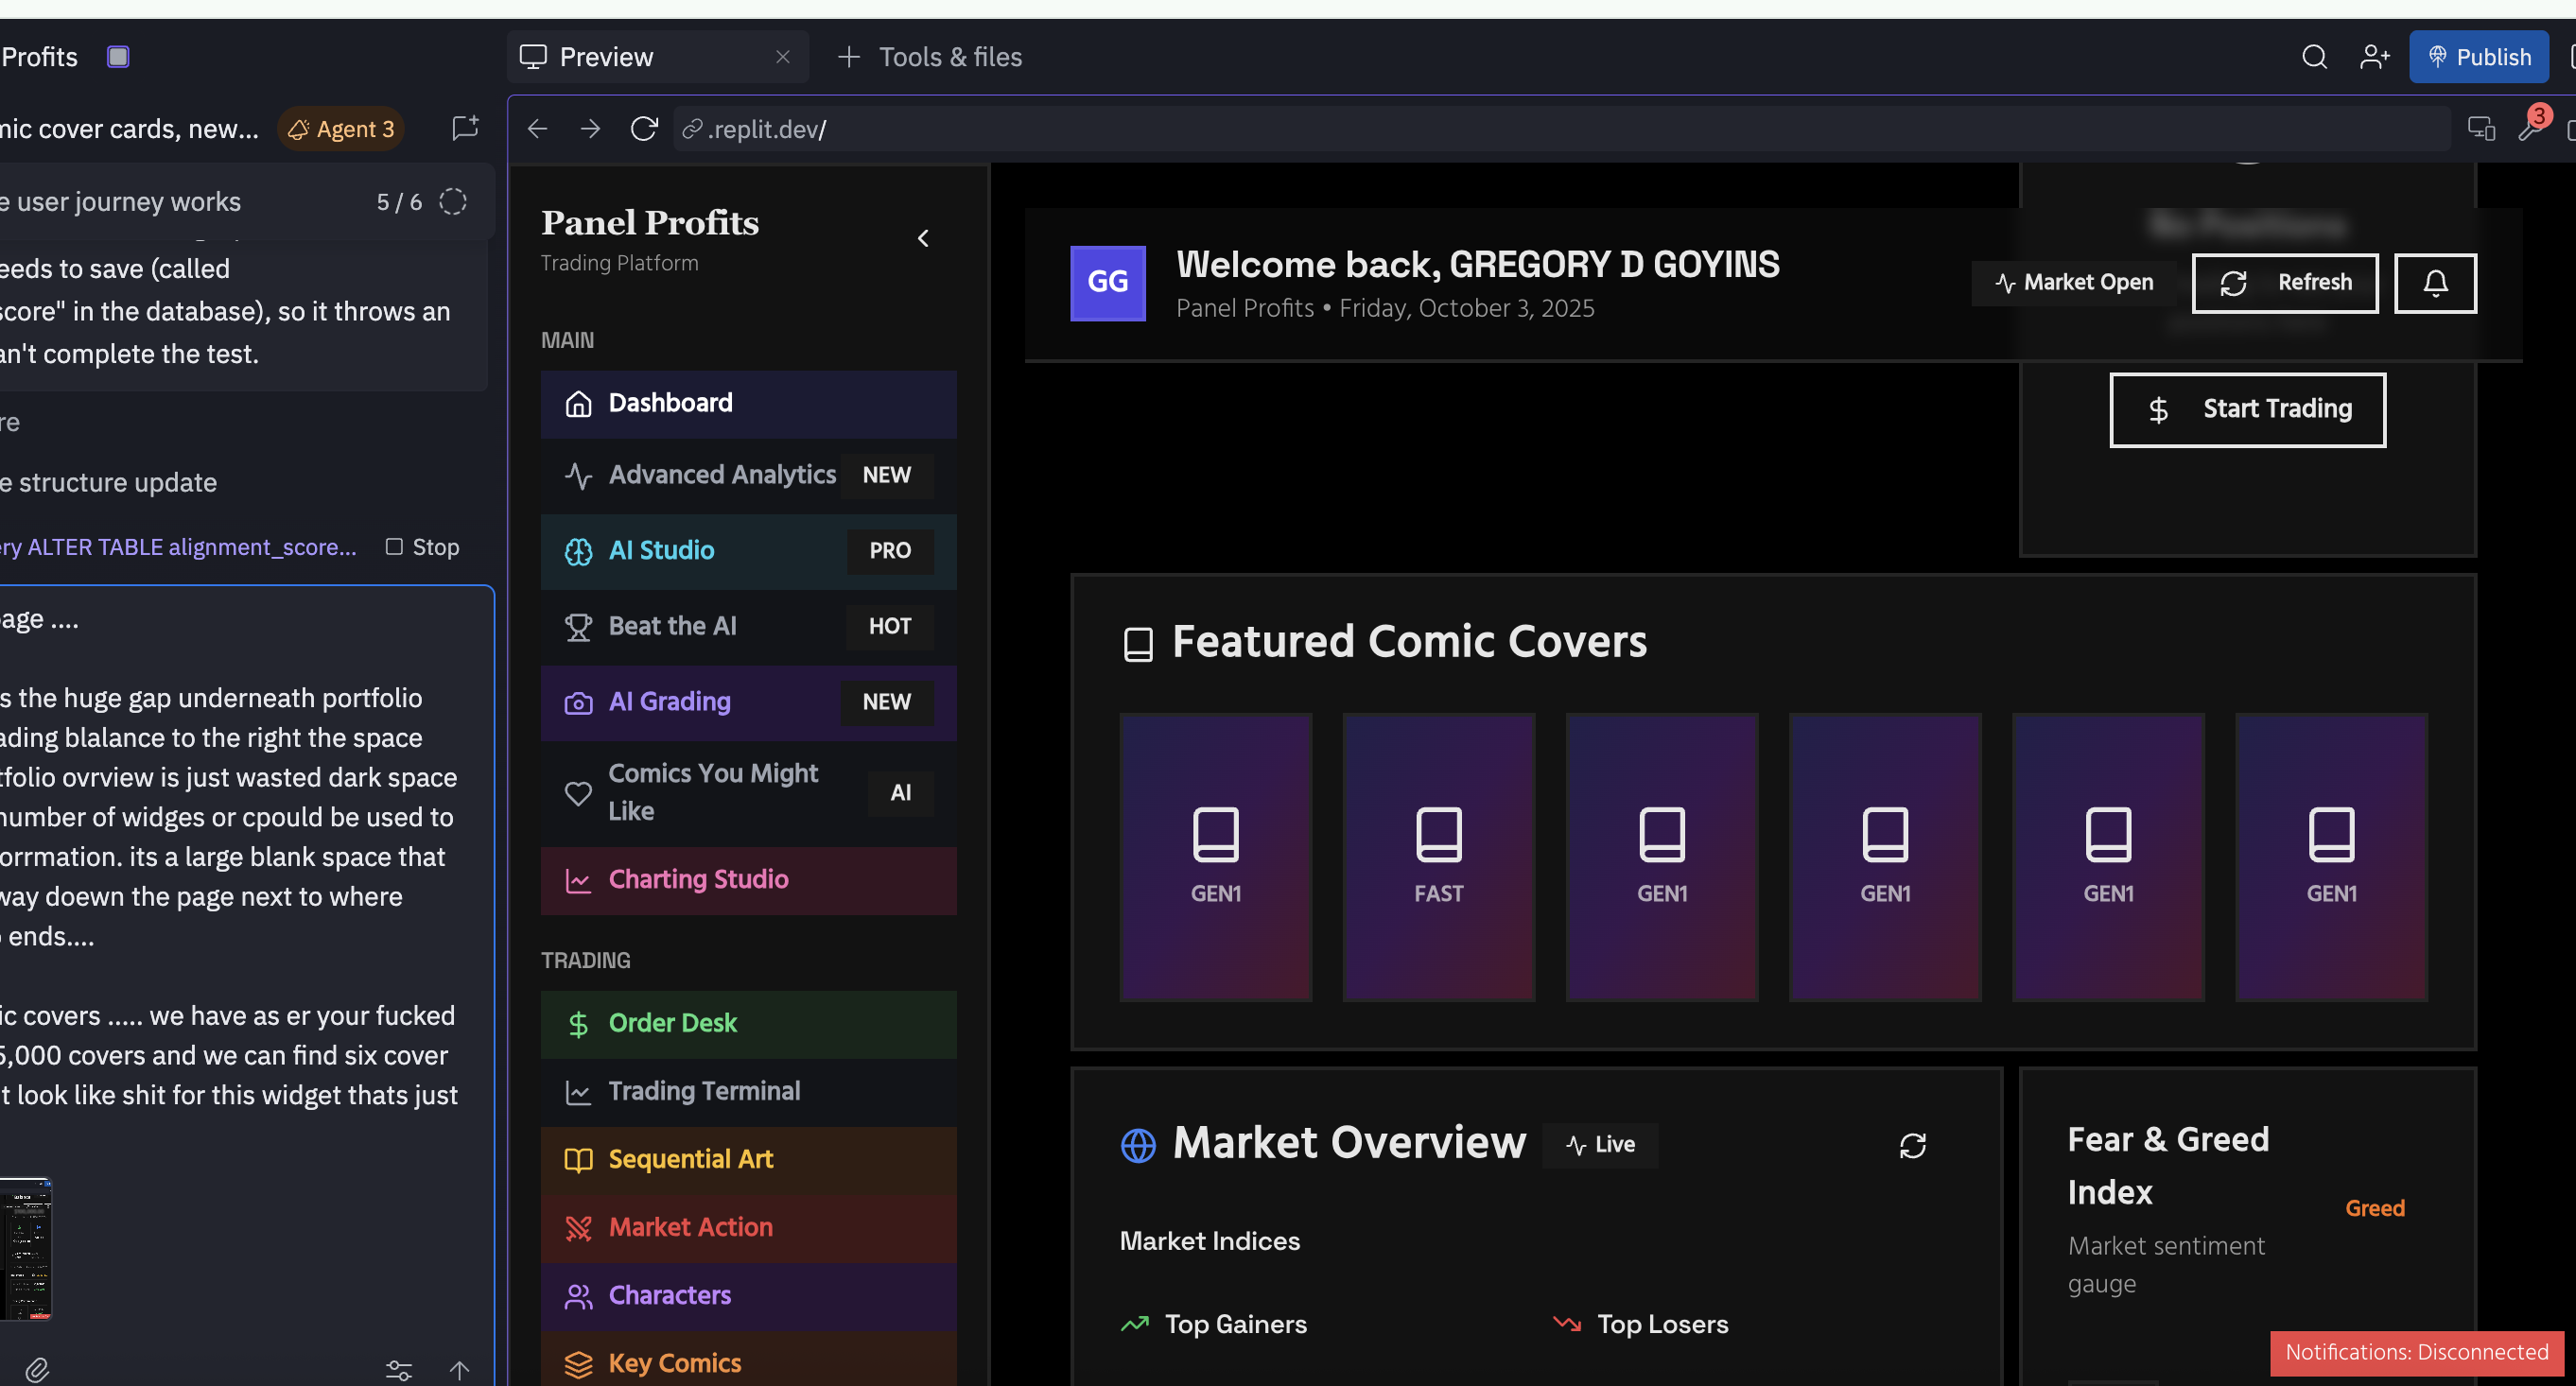 Profits
Preview
Tools & files
Publish
mic cover cards, new...
Agent 3
.replit.dev/
3
e user journey works
5 / 6
eeds to save (called
score" in the database), so it throws an
an't complete the test.
re
e structure update
ery ALTER TABLE alignment_score...
Stop
age ....
s the huge gap underneath portfolio
ading blalance to the right the space
tfolio ovrview is just wasted dark space
number of widges or cpould be used to
orrmation. its a large blank space that
way doewn the page next to where
ends....
ic covers ..... we have as er your fucked
5,000 covers and we can find six cover
t look like shit for this widget thats just
Panel Profits
Trading Platform
MAIN
Dashboard
Advanced Analytics NEW
AI Studio PRO
Beat the AI HOT
AI Grading NEW
Comics You Might
Like
AI
Charting Studio
TRADING
Order Desk
Trading Terminal
Sequential Art
Market Action
Characters
Key Comics
No Positions
GG
Welcome back, GREGORY D GOYINS
Panel Profits • Friday, October 3, 2025
Market Open
Refresh
Start Trading
Featured Comic Covers
GEN1
FAST
GEN1
GEN1
GEN1
GEN1
Market Overview
Live
Market Indices
Top Gainers
Top Losers
Fear & Greed
Index
Greed
Market sentiment
gauge
Notifications: Disconnected